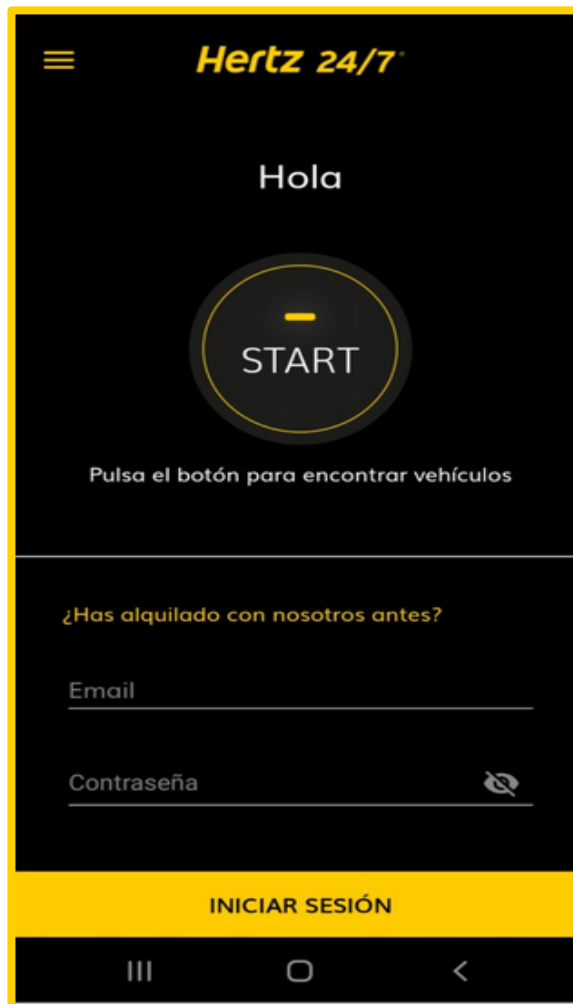 Hertz 24/7
Hola
START
Pulsa el botón para encontrar vehículos
¿Has alquilado con nosotros antes?
Email
Contraseña
INICIAR SESIÓN